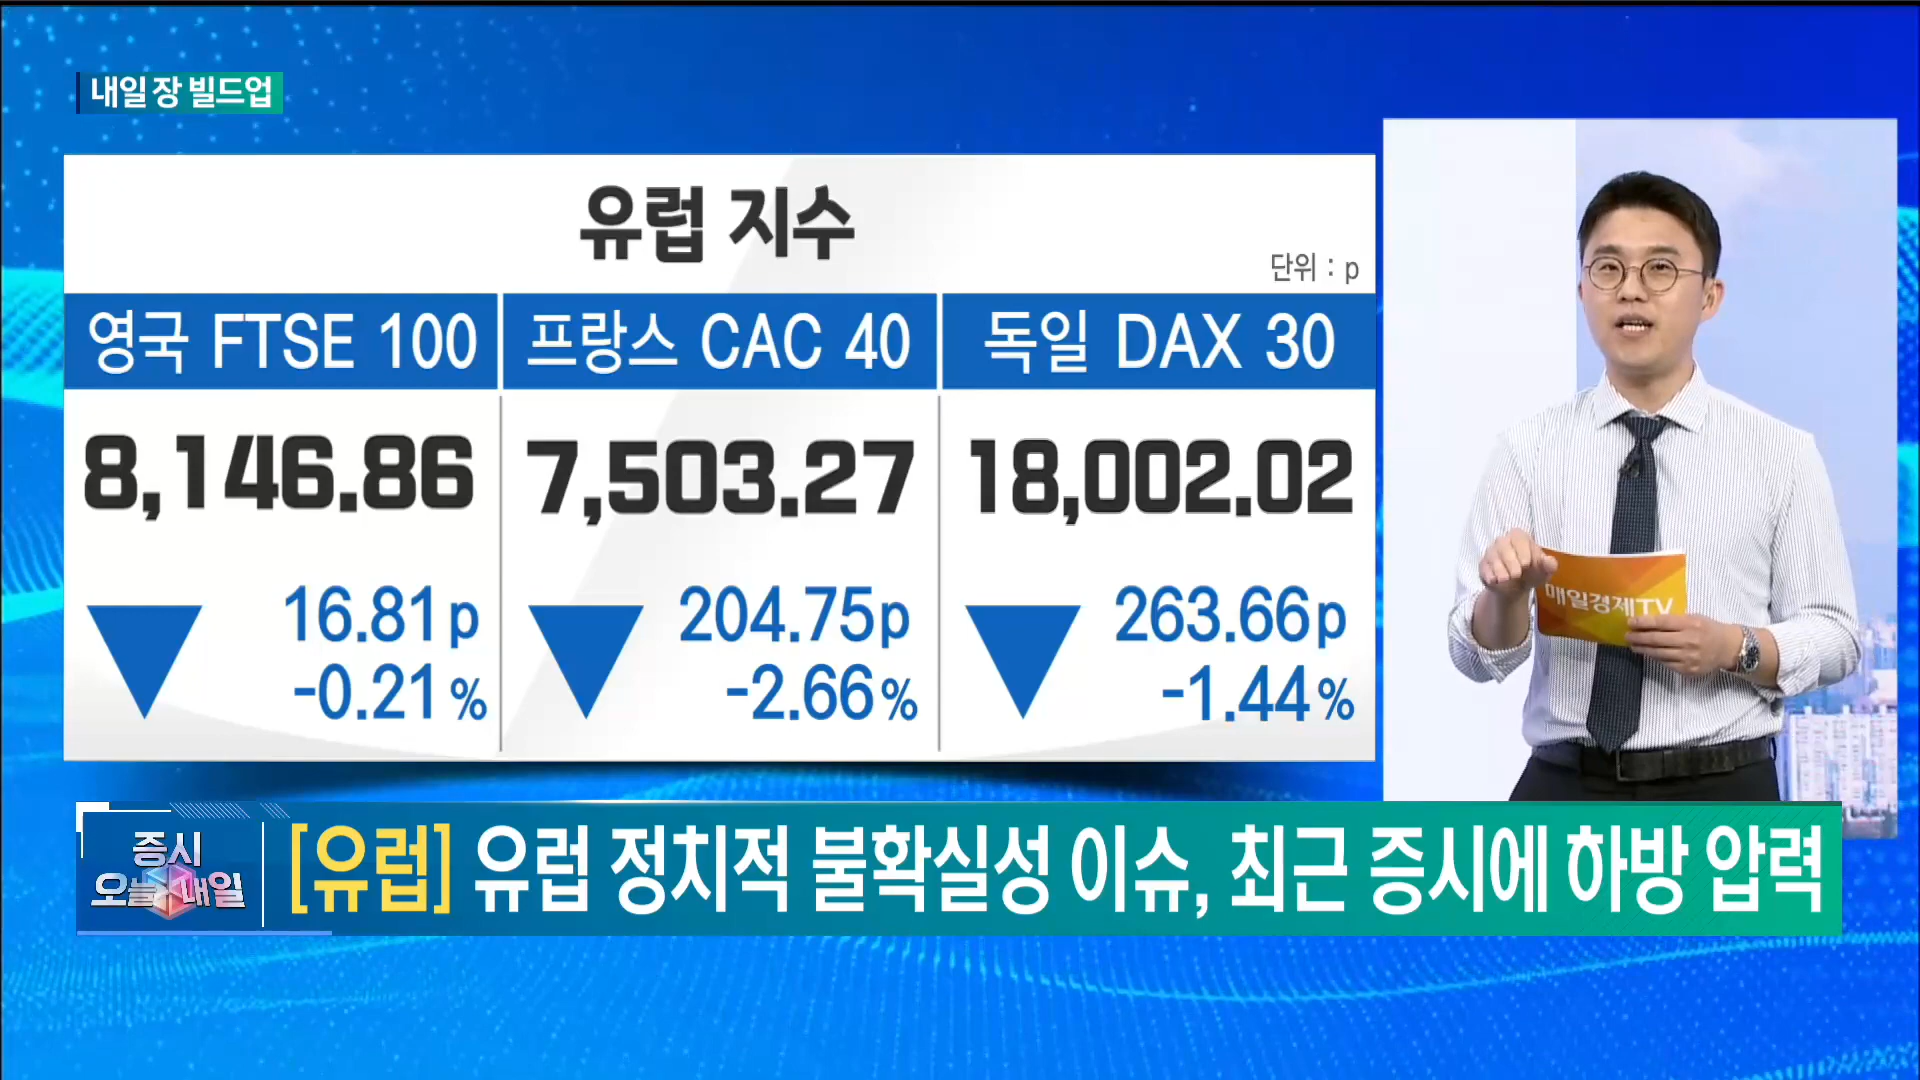 내일 장 빌드업
유럽 지수
단위 : p
영국 FTSE 100
프랑스 CAC 40
독일 DAX 30
8,146.86
7,503.27
18,002.02
▼ 16.81p
-0.21%
▼ 204.75p
-2.66%
▼ 263.66p
-1.44%
매일경제TV
증시
오늘 내일
[유럽] 유럽 정치적 불확실성 이슈, 최근 증시에 하방 압력